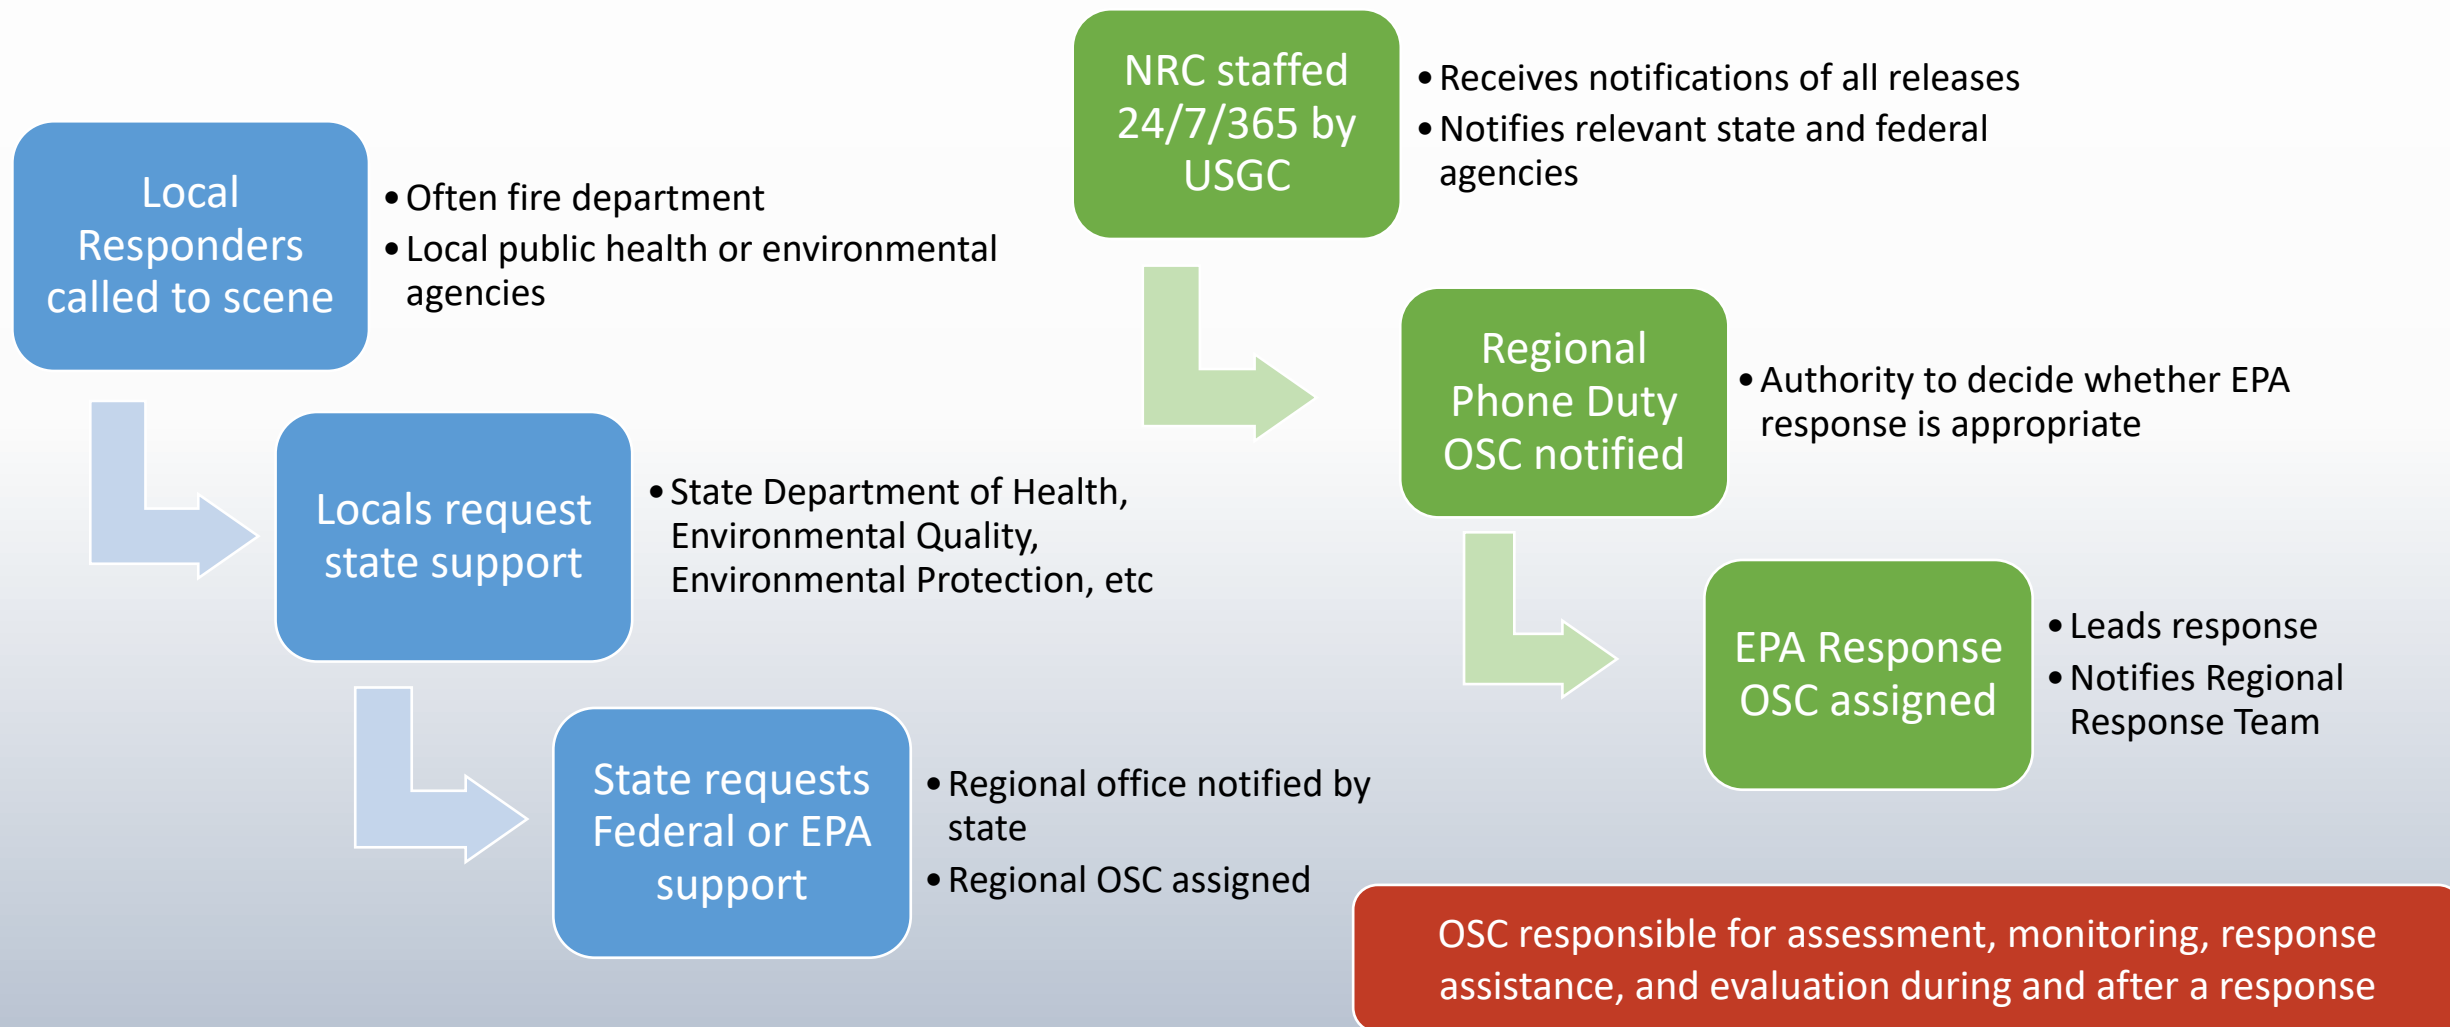 Local
Responders
called to scene
•Often fire department
•Local public health or environmental
agencies
Locals request
state support
•State Department of Health,
Environmental Quality,
Environmental Protection, etc
State requests
Federal or EPA
support
•Regional office notified by
state
•Regional OSC assigned
NRC staffed
24/7/365 by
USGC
•Receives notifications of all releases
•Notifies relevant state and federal
agencies
Regional
Phone Duty
OSC notified
•Authority to decide whether EPA
response is appropriate
EPA Response
OSC assigned
•Leads response
•Notifies Regional
Response Team
OSC responsible for assessment, monitoring, response
assistance, and evaluation during and after a response